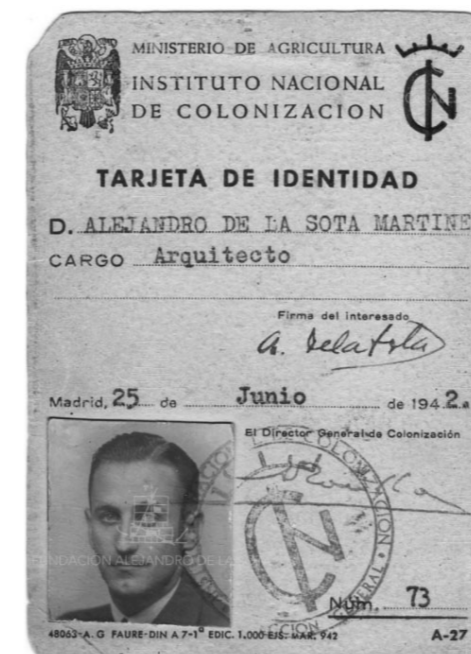 MINISTERIO DE AGRICULTURA
INSTITUTO NACIONAL
DE COLONIZACION
TARJETA DE IDENTIDAD
D. ALEJANDRO DE LA SOTA MARTINE
CARGO Arquitecto
Firma del interesado
A. delaSota
Madrid, 25 de Junio de 1942.
El Director General de Colonización
FUNDACIÓN ALEJANDRO DE LA
Núm. 73
48063-A. G FAURE-DIN A 7-1ª EDIC. 1.000 EJS. MAR. 942
A-27